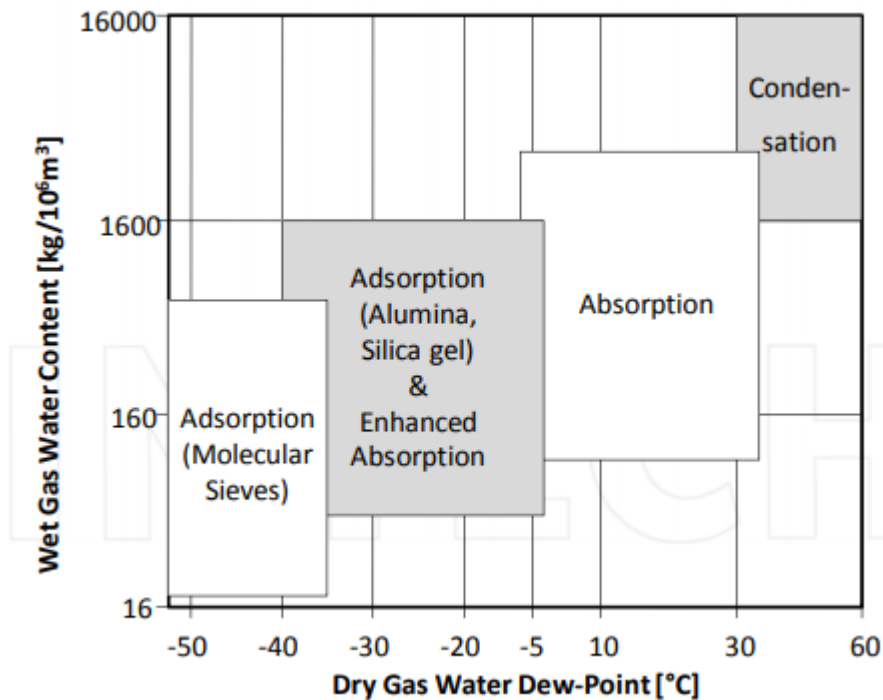 16000
1600
160
16
Wet Gas Water Content [kg/10⁶m³]
Conden-
sation
Absorption
Adsorption
(Alumina,
Silica gel)
&
Enhanced
Absorption
Adsorption
(Molecular
Sieves)
-50 -40 -30 -20 -5 10 30 60
Dry Gas Water Dew-Point [°C]